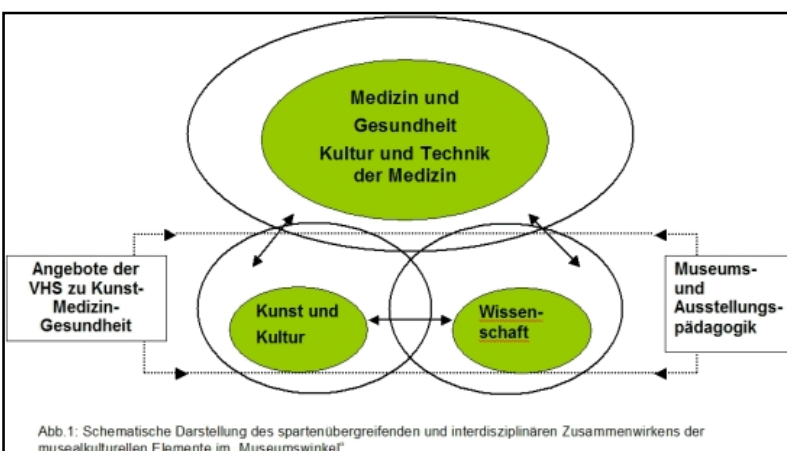 Medizin und
Gesundheit
Kultur und Technik
der Medizin
Angebote der
VHS zu Kunst-
Medizin-
Gesundheit
Kunst und
Kultur
Wissen-
schaft
Museums-
und
Ausstellungs-
pädagogik
Abb.1: Schematische Darstellung des spartenübergreifenden und interdisziplinären Zusammenwirkens der
musealkulturellen Elemente im „Museumswinkel“